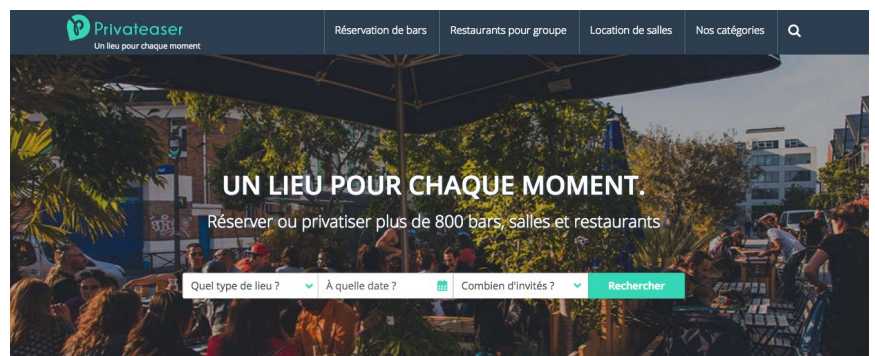 Privateaser
Un lieu pour chaque moment
Réservation de bars
Restaurants pour groupe
Location de salles
Nos catégories
UN LIEU POUR CHAQUE MOMENT.
Réserver ou privatiser plus de 800 bars, salles et restaurants
Quel type de lieu ?
À quelle date ?
Combien d'invités ?
Rechercher